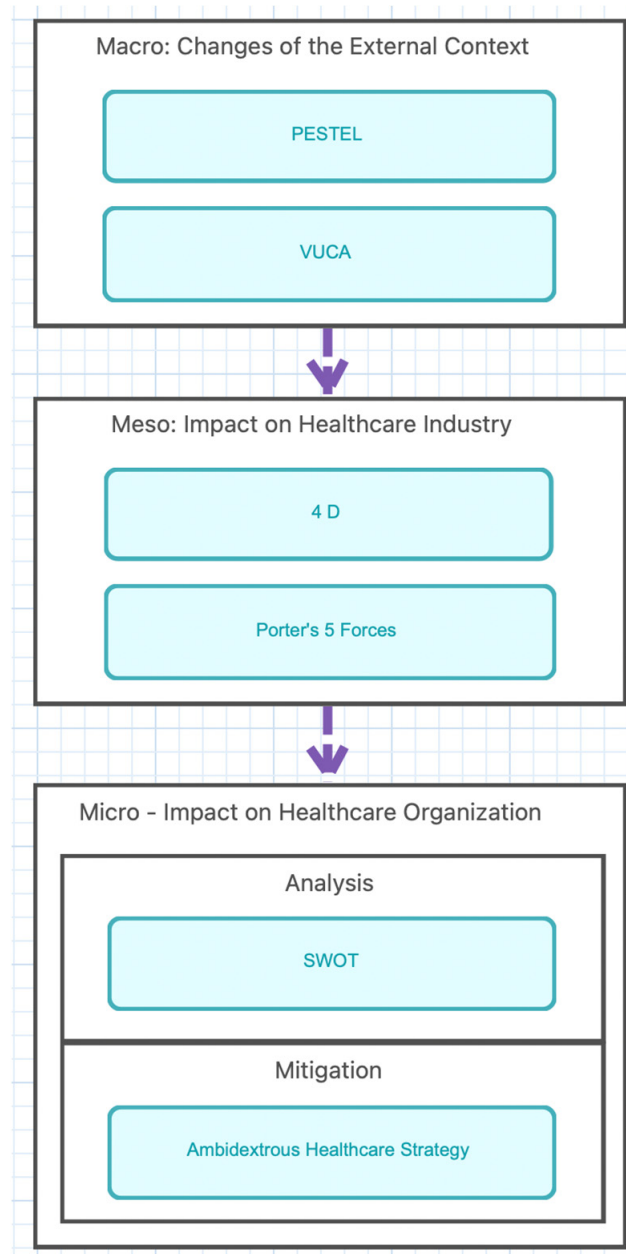 Macro: Changes of the External Context
PESTEL
VUCA
Meso: Impact on Healthcare Industry
4 D
Porter's 5 Forces
Micro - Impact on Healthcare Organization
Analysis
SWOT
Mitigation
Ambidextrous Healthcare Strategy